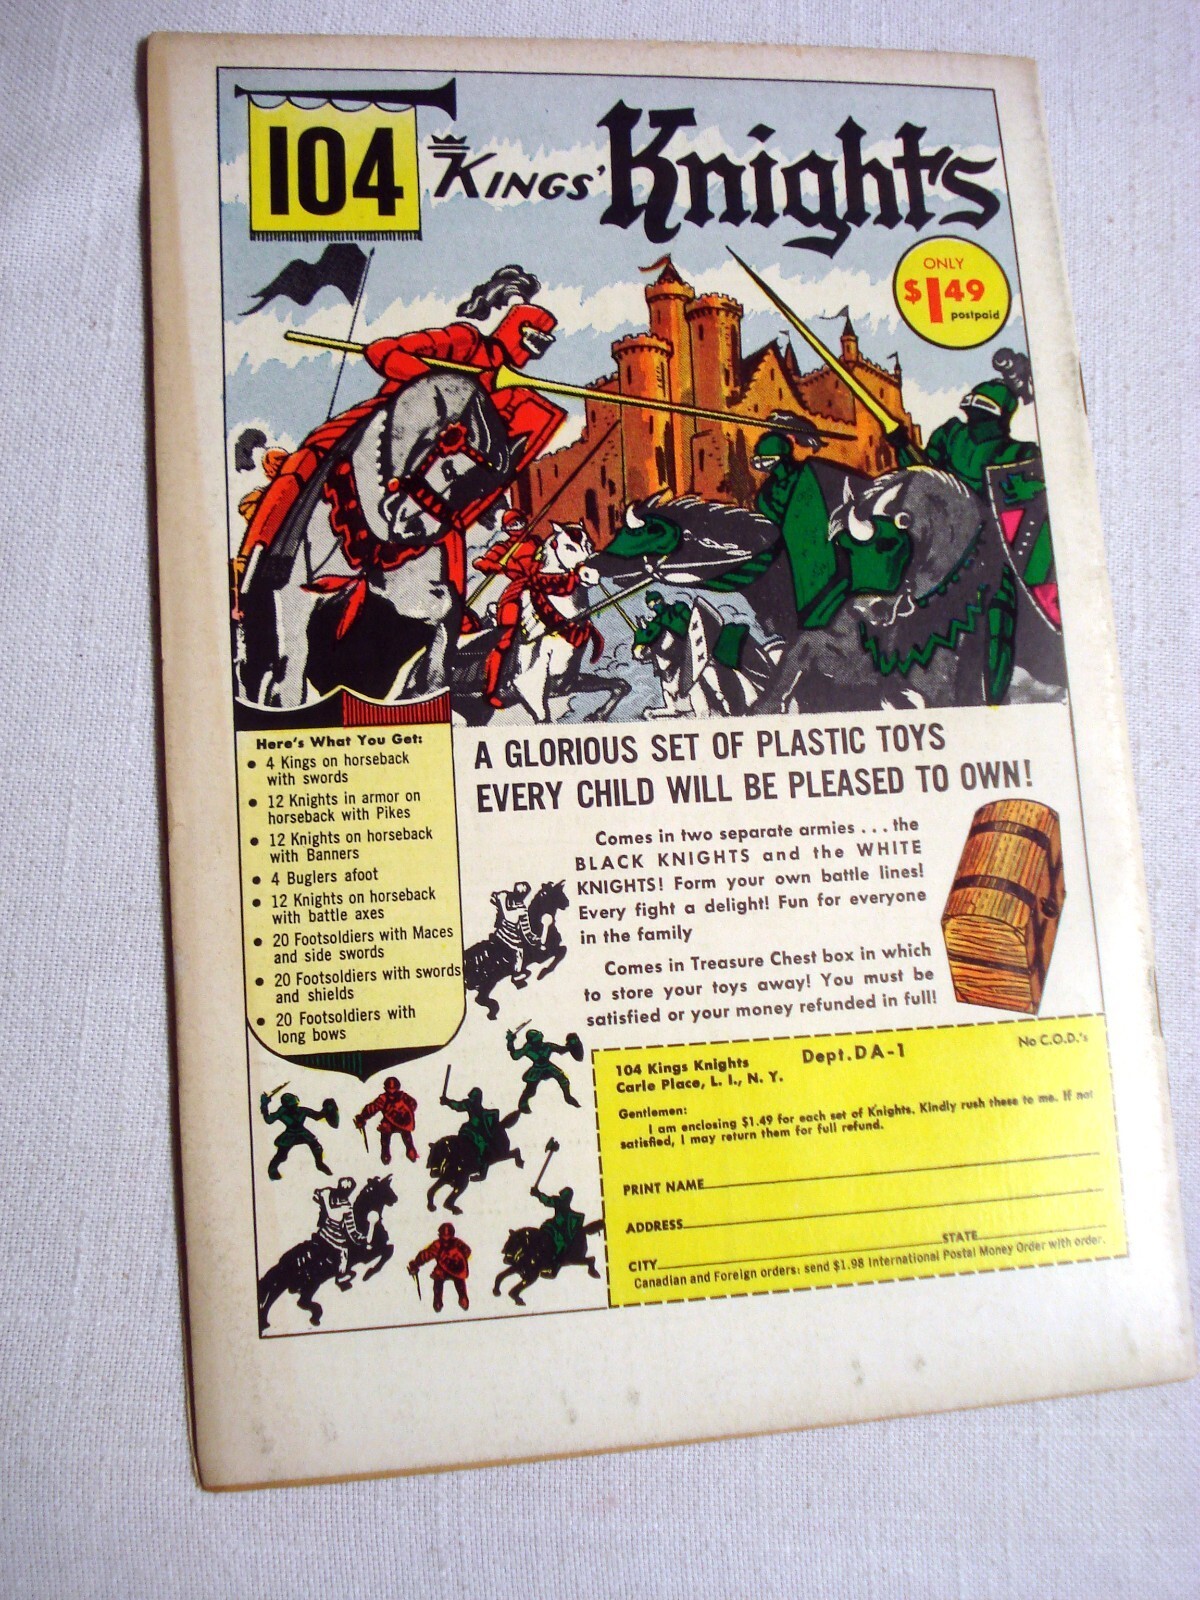 104
KINGS' Knights
ONLY
$1.49
postpaid
Here's What You Get:
• 4 Kings on horseback
with swords
• 12 Knights in armor on
horseback with Pikes
• 12 Knights on horseback
with Banners
• 4 Buglers afoot
• 12 Knights on horseback
with battle axes
• 20 Footsoldiers with Maces
and side swords
• 20 Footsoldiers with swords
and shields
• 20 Footsoldiers with
long bows
A GLORIOUS SET OF PLASTIC TOYS
EVERY CHILD WILL BE PLEASED TO OWN!
Comes in two separate armies . . . the
BLACK KNIGHTS and the WHITE
KNIGHTS! Form your own battle lines!
Every fight a delight! Fun for everyone
in the family
Comes in Treasure Chest box in which
to store your toys away! You must be
satisfied or your money refunded in full!
104 Kings Knights Dept. DA-1 No C.O.D.'s
Carle Place, L. I., N. Y.
Gentlemen:
I am enclosing $1.49 for each set of Knights. Kindly rush these to me. If not
satisfied, I may return them for full refund.
PRINT NAME
ADDRESS
CITY STATE
Canadian and Foreign orders: send $1.98 International Postal Money Order with order.